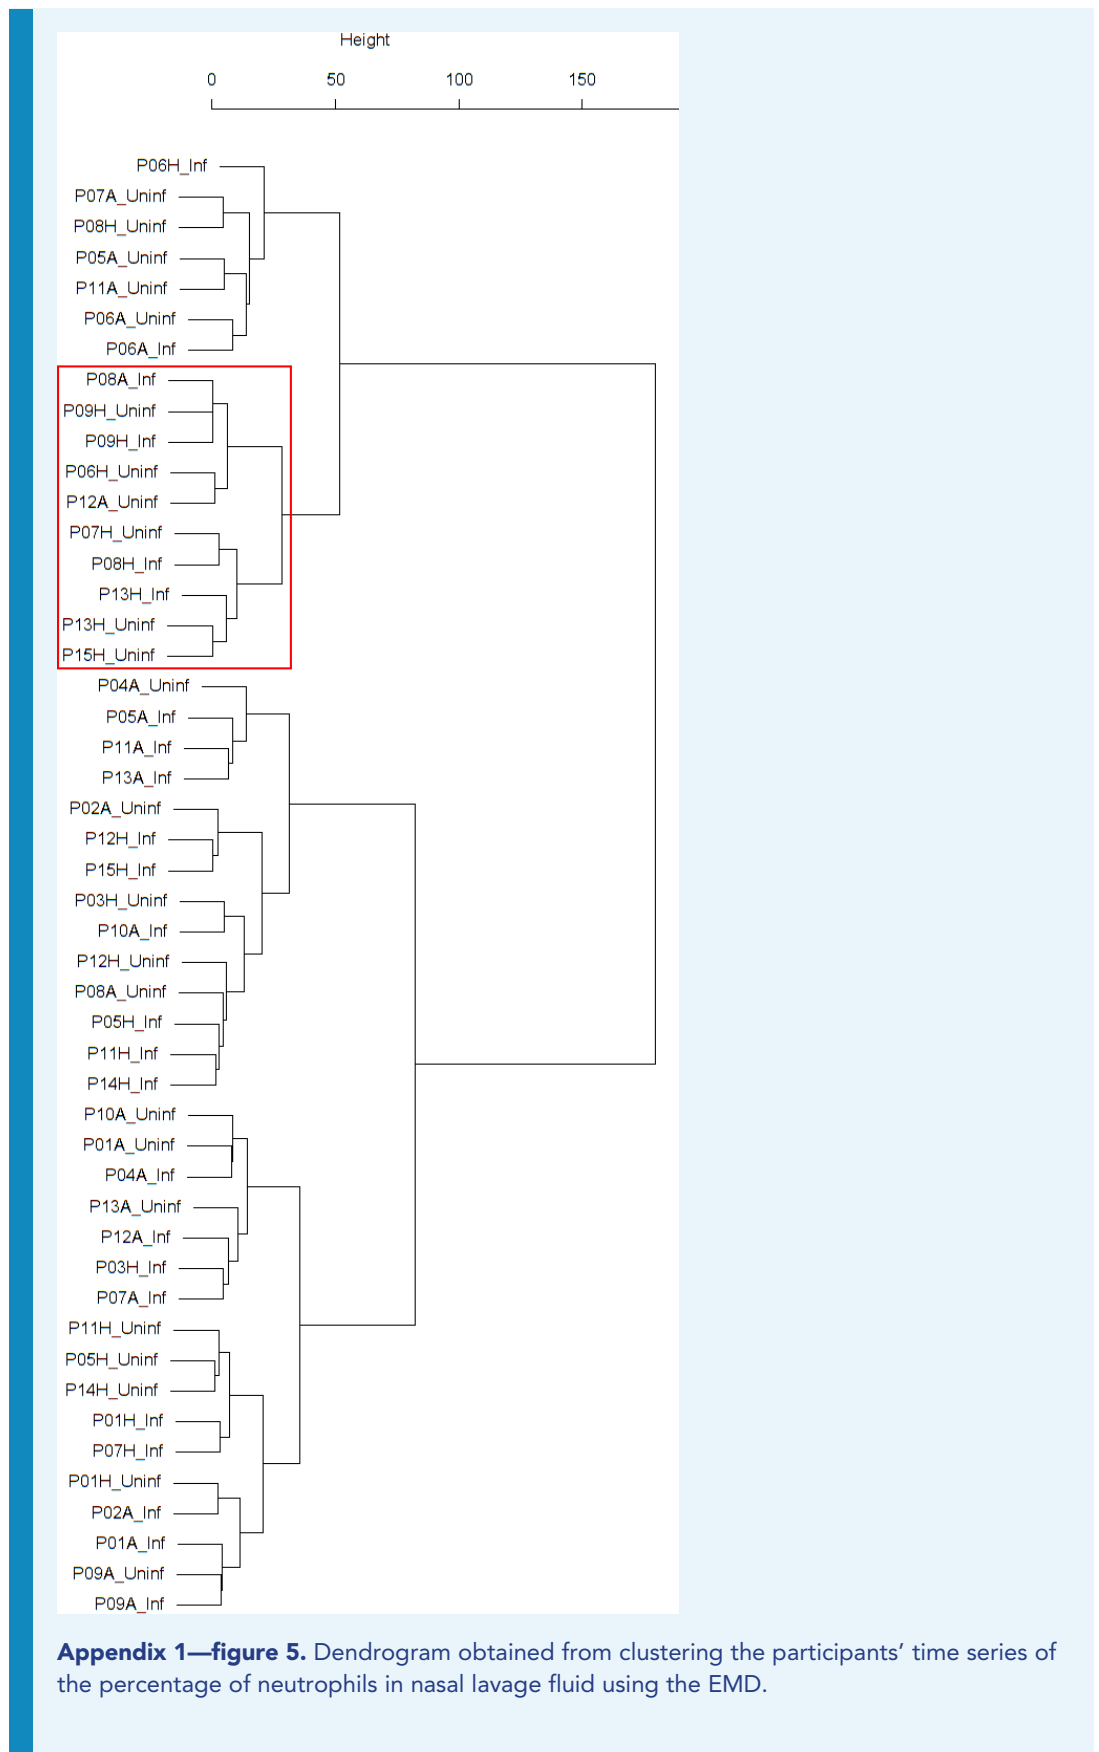 Height
0 50 100 150
P06H_Inf
P07A_Uninf
P08H_Uninf
P05A_Uninf
P11A_Uninf
P06A_Uninf
P06A_Inf
P08A_Inf
P09H_Uninf
P09H_Inf
P06H_Uninf
P12A_Uninf
P07H_Uninf
P08H_Inf
P13H_Inf
P13H_Uninf
P15H_Uninf
P04A_Uninf
P05A_Inf
P11A_Inf
P13A_Inf
P02A_Uninf
P12H_Inf
P15H_Inf
P03H_Uninf
P10A_Inf
P12H_Uninf
P08A_Uninf
P05H_Inf
P11H_Inf
P14H_Inf
P10A_Uninf
P01A_Uninf
P04A_Inf
P13A_Uninf
P12A_Inf
P03H_Inf
P07A_Inf
P11H_Uninf
P05H_Uninf
P14H_Uninf
P01H_Inf
P07H_Inf
P01H_Uninf
P02A_Inf
P01A_Inf
P09A_Uninf
P09A_Inf
Appendix 1—figure 5. Dendrogram obtained from clustering the participants’ time series of
the percentage of neutrophils in nasal lavage fluid using the EMD.